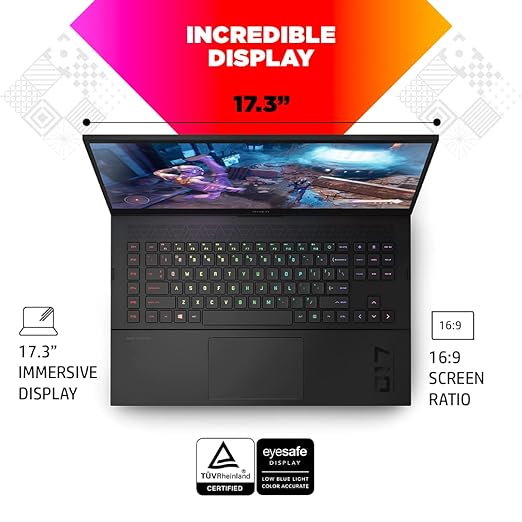 INCREDIBLE
DISPLAY
17.3”
17.3”
IMMERSIVE
DISPLAY
16:9
16:9
SCREEN
RATIO
TÜVRheinland
CERTIFIED
eyesafe
DISPLAY
LOW BLUE LIGHT
COLOR ACCURATE